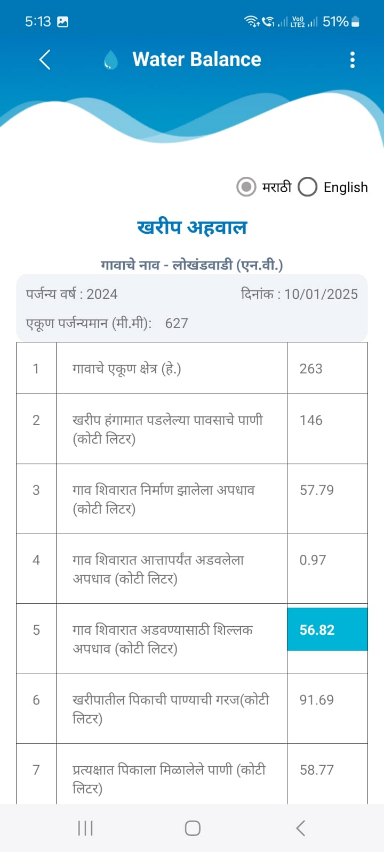 5:13 51%
Water Balance
मराठी English
खरीप अहवाल
गावाचे नाव - लोखंडवाडी (एन.वी.)
पर्जन्य वर्ष : 2024 दिनांक : 10/01/2025
एकूण पर्जन्यमान (मी.मी): 627
1 गावाचे एकूण क्षेत्र (हे.) 263
2 खरीप हंगामात पडलेल्या पावसाचे पाणी 146
(कोटी लिटर)
3 गाव शिवारात निर्माण झालेला अपधाव 57.79
(कोटी लिटर)
4 गाव शिवारात आत्तापर्यंत अडवलेला 0.97
अपधाव (कोटी लिटर)
5 गाव शिवारात अडवण्यासाठी शिल्लक 56.82
अपधाव (कोटी लिटर)
6 खरीपातील पिकाची पाण्याची गरज(कोटी 91.69
लिटर)
7 प्रत्यक्षात पिकाला मिळालेले पाणी (कोटी 58.77
लिटर)